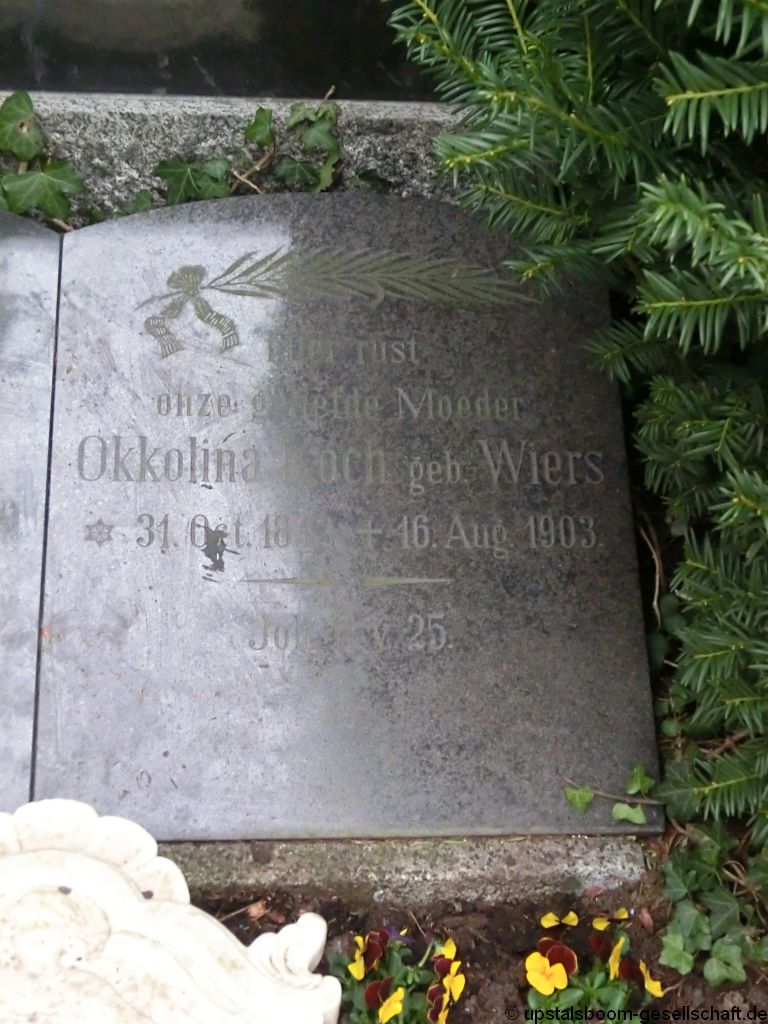 Hier rust
onze geliefde Moeder
Okkolina Koch geb. Wiers
31. Oct. ✝ 16. Aug. 1903.
Joh. v. 25.
© upstalsboom-gesellschaft.de